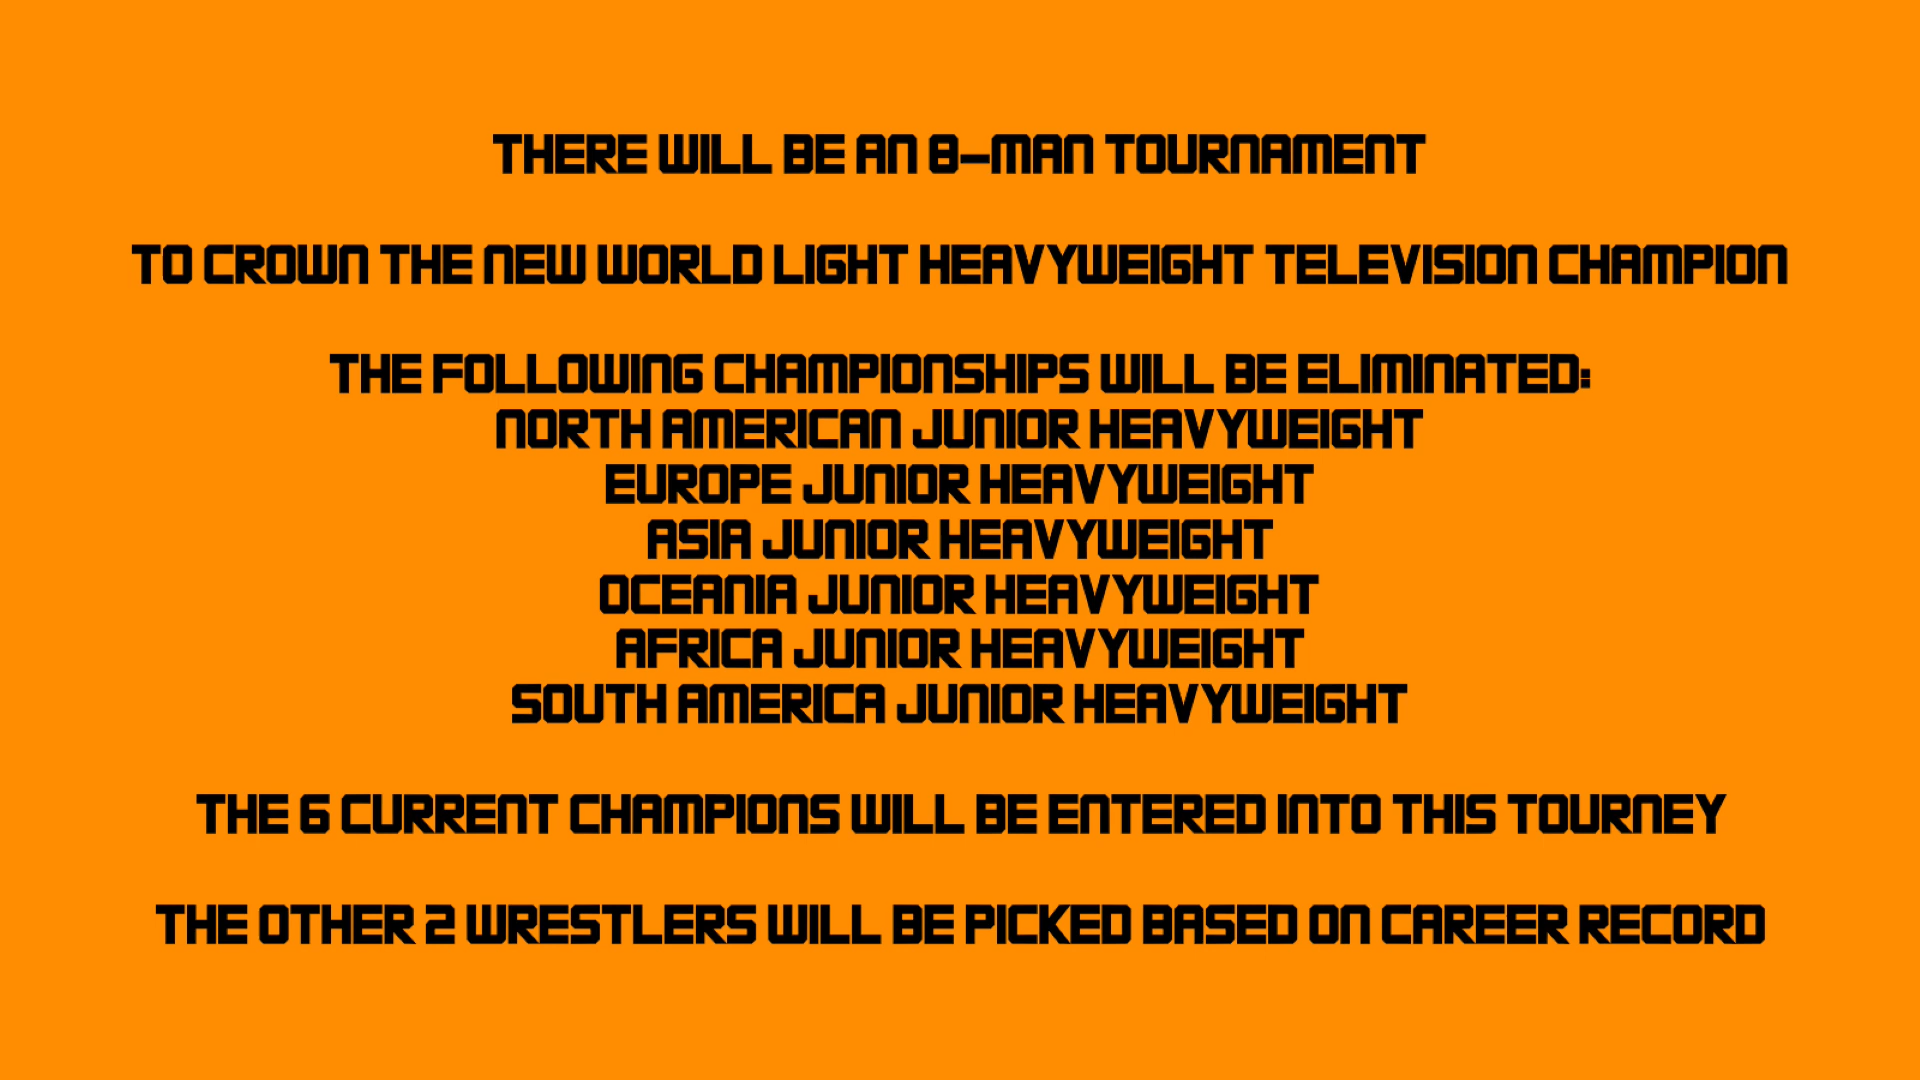 THERE WILL BE AN 8-MAN TOURNAMENT
TO CROWN THE NEW WORLD LIGHT HEAVYWEIGHT TELEVISION CHAMPION
THE FOLLOWING CHAMPIONSHIPS WILL BE ELIMINATED:
NORTH AMERICAN JUNIOR HEAVYWEIGHT
EUROPE JUNIOR HEAVYWEIGHT
ASIA JUNIOR HEAVYWEIGHT
OCEANIA JUNIOR HEAVYWEIGHT
AFRICA JUNIOR HEAVYWEIGHT
SOUTH AMERICA JUNIOR HEAVYWEIGHT
THE 6 CURRENT CHAMPIONS WILL BE ENTERED INTO THIS TOURNEY
THE OTHER 2 WRESTLERS WILL BE PICKED BASED ON CAREER RECORD